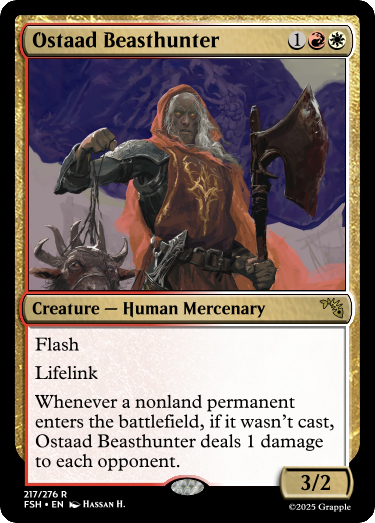 Ostaad Beasthunter 1
Creature — Human Mercenary
Flash
Lifelink
Whenever a nonland permanent
enters the battlefield, if it wasn't cast,
Ostaad Beasthunter deals 1 damage
to each opponent.
3/2
217/276 R
FSH • EN Hassan H.
©2025 Grapple